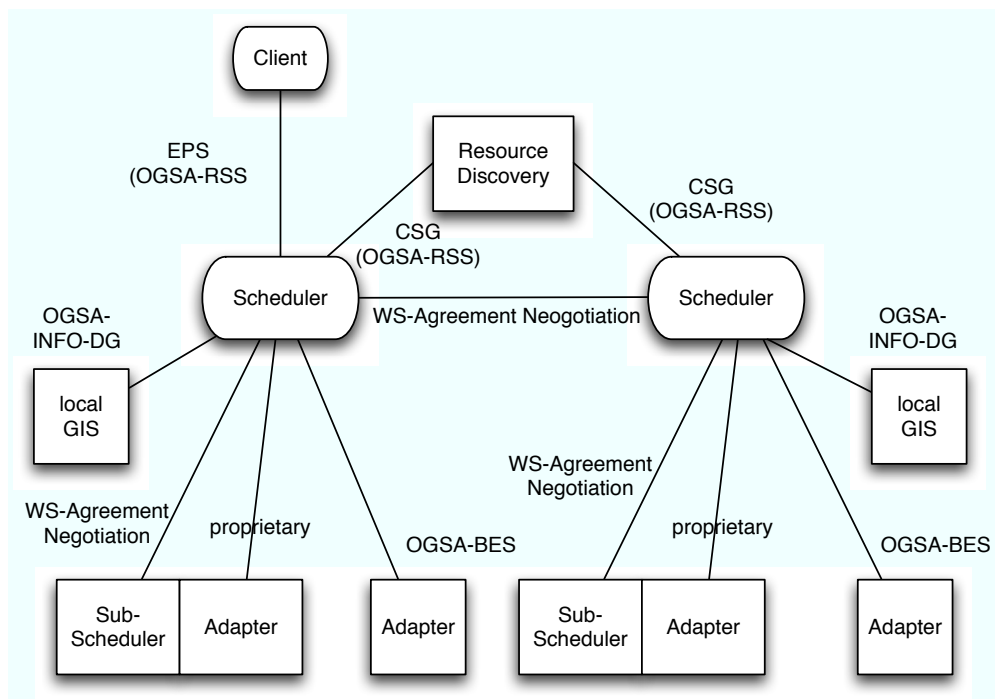 Client
EPS
(OGSA-RSS
Resource
Discovery
CSG
(OGSA-RSS)
CSG
(OGSA-RSS)
Scheduler
WS-Agreement Neogotiation
Scheduler
OGSA-
INFO-DG
local
GIS
OGSA-
INFO-DG
local
GIS
WS-Agreement
Negotiation
proprietary
OGSA-BES
WS-Agreement
Negotiation
proprietary
OGSA-BES
Sub-
Scheduler
Adapter
Adapter
Sub-
Scheduler
Adapter
Adapter